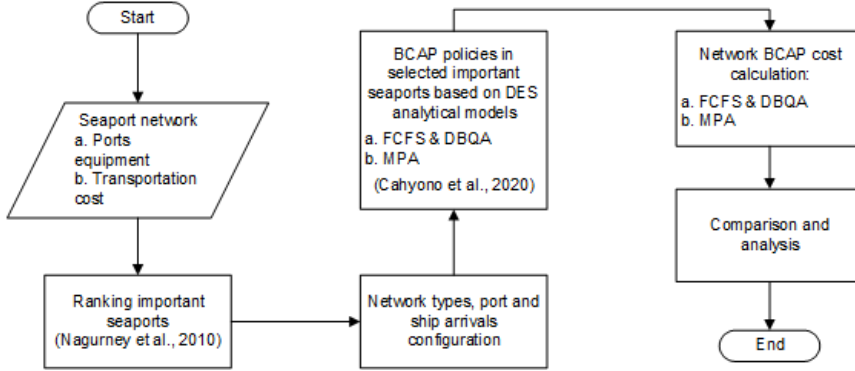 Start
Seaport network
a. Ports
equipment
b. Transportation
cost
Ranking important
seaports
(Nagurney et al., 2010)
Network types, port and
ship arrivals
configuration
BCAP policies in
selected important
seaports based on DES
analytical models
a. FCFS & DBQA
b. MPA
(Cahyono et al., 2020)
Network BCAP cost
calculation:
a. FCFS & DBQA
b. MPA
Comparison and
analysis
End